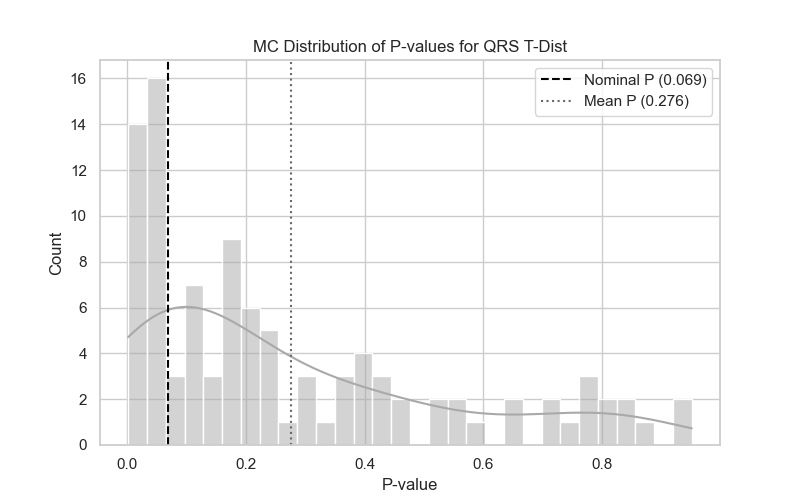 MC Distribution of P-values for QRS T-Dist
Nominal P (0.069)
Mean P (0.276)
16
14
12
10
8
6
4
2
0
Count
0.0 0.2 0.4 0.6 0.8
P-value